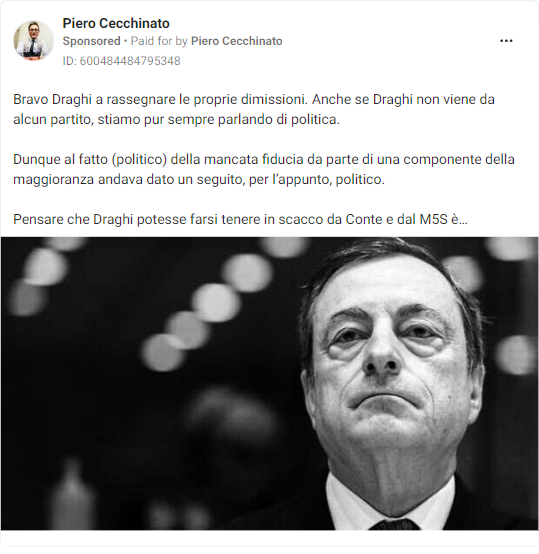 Piero Cecchinato
Sponsored • Paid for by Piero Cecchinato
ID: 600484484795348
Bravo Draghi a rassegnare le proprie dimissioni. Anche se Draghi non viene da
alcun partito, stiamo pur sempre parlando di politica.
Dunque al fatto (politico) della mancata fiducia da parte di una componente della
maggioranza andava dato un seguito, per l’appunto, politico.
Pensare che Draghi potesse farsi tenere in scacco da Conte e dal M5S è…